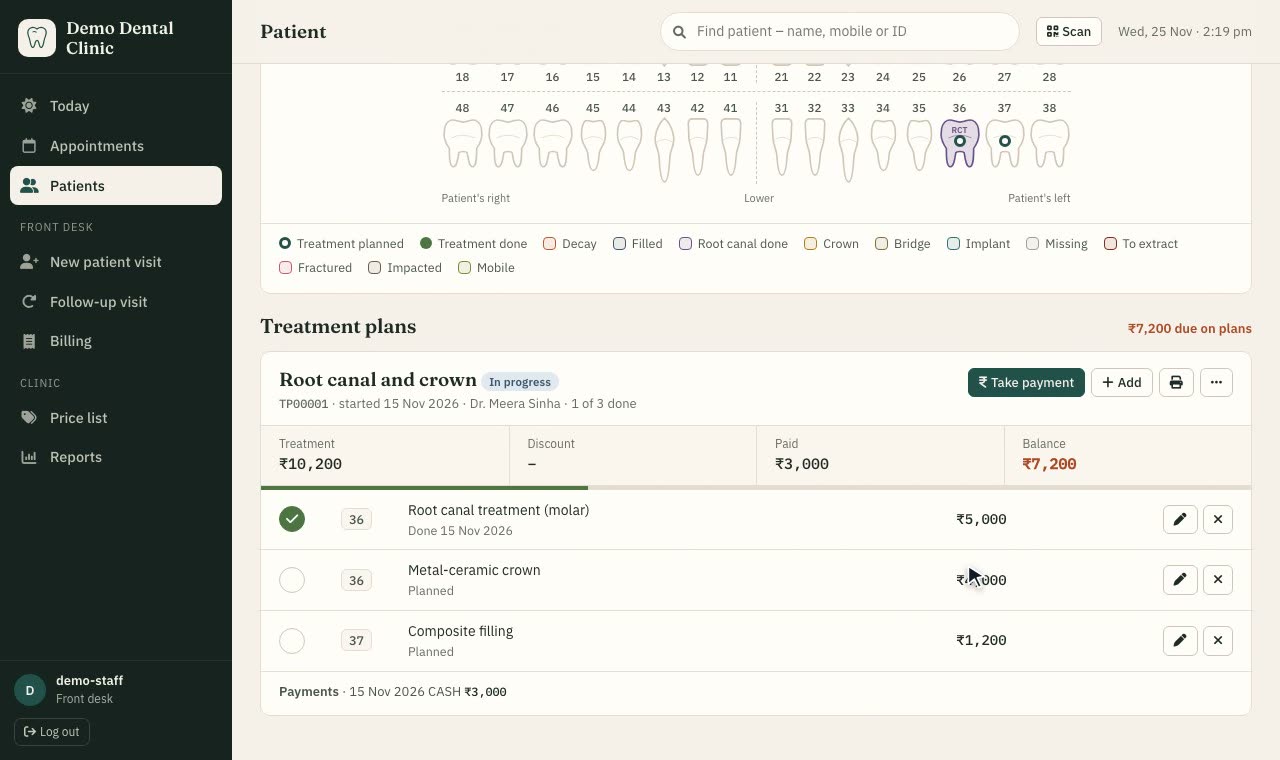 Demo Dental
Clinic
Today
Appointments
Patients
FRONT DESK
New patient visit
Follow-up visit
Billing
CLINIC
Price list
Reports
D
demo-staff
Front desk
Log out
Patient
Find patient – name, mobile or ID
Scan
Wed, 25 Nov · 2:19 pm
18 17 16 15 14 13 12 11 21 22 23 24 25 26 27 28
48 47 46 45 44 43 42 41 31 32 33 34 35 36 37 38
RCT
Patient's right Lower Patient's left
Treatment planned Treatment done Decay Filled Root canal done Crown Bridge Implant Missing To extract
Fractured Impacted Mobile
Treatment plans
₹7,200 due on plans
Root canal and crown In progress
TP00001 · started 15 Nov 2026 · Dr. Meera Sinha · 1 of 3 done
₹ Take payment + Add
Treatment Discount Paid Balance
₹10,200 – ₹3,000 ₹7,200
36 Root canal treatment (molar) ₹5,000
Done 15 Nov 2026
36 Metal-ceramic crown
Planned
37 Composite filling ₹1,200
Planned
Payments · 15 Nov 2026 CASH ₹3,000